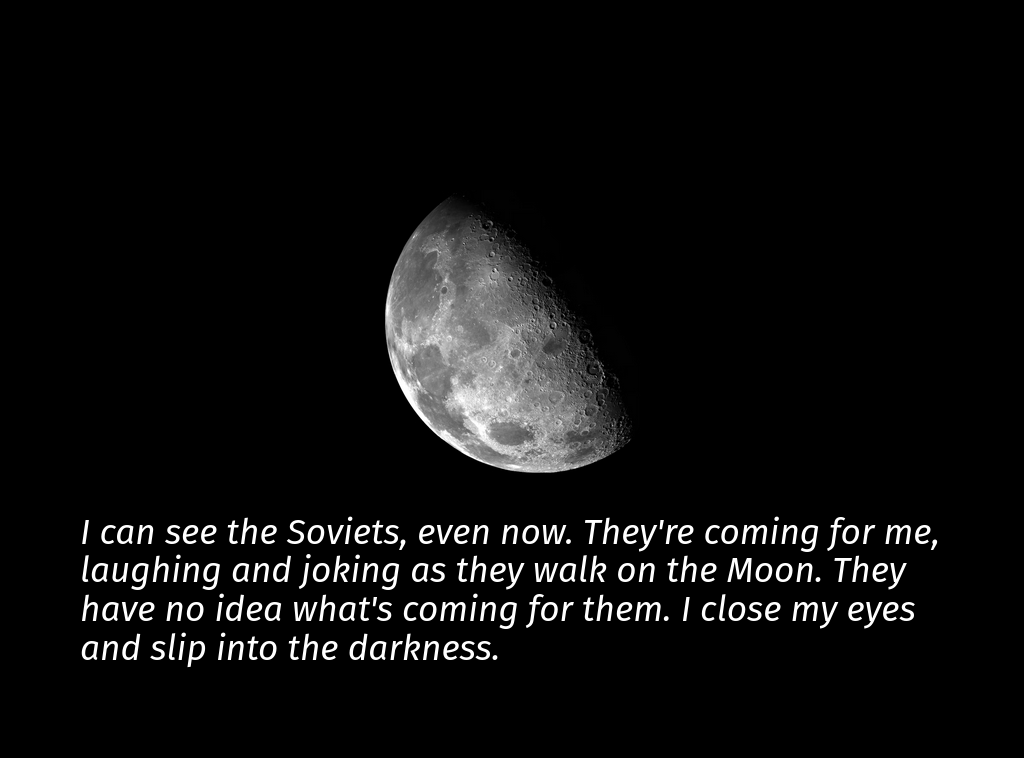 I can see the Soviets, even now. They're coming for me,
laughing and joking as they walk on the Moon. They
have no idea what's coming for them. I close my eyes
and slip into the darkness.